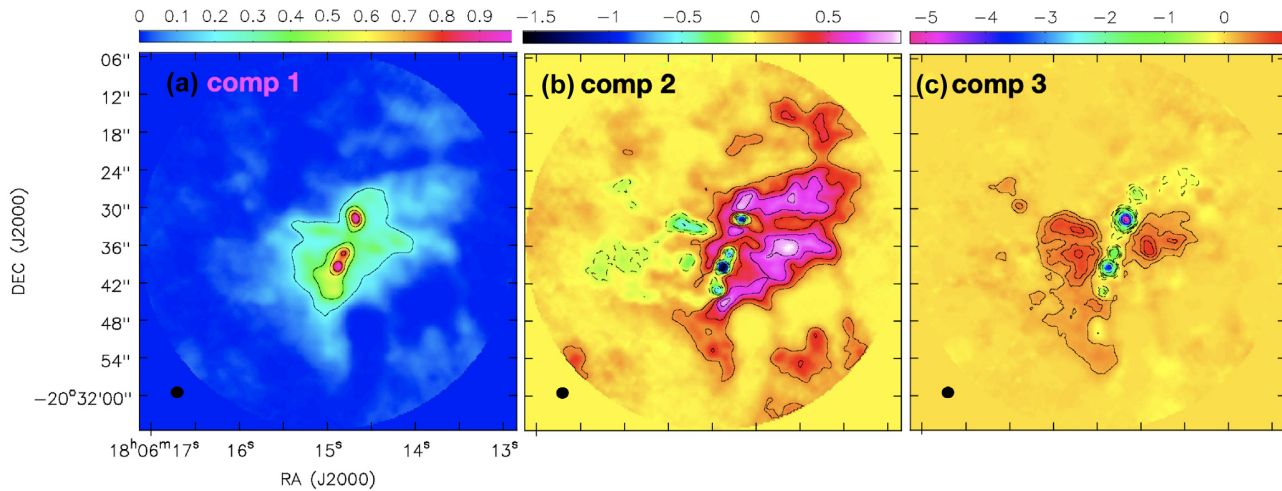 0 0.1 0.2 0.3 0.4 0.5 0.6 0.7 0.8 0.9
-1.5 -0.5 0 0.5
-5 -3 -2 -1 0
(a) comp 1
(b) comp 2
(c) comp 3
06"
12"
18"
24"
30"
36"
42"
48"
54"
-20°32'00"
DEC (J2000)
18ʰ06ᵐ17ˢ 16ˢ 15ˢ 14ˢ 13ˢ
RA (J2000)